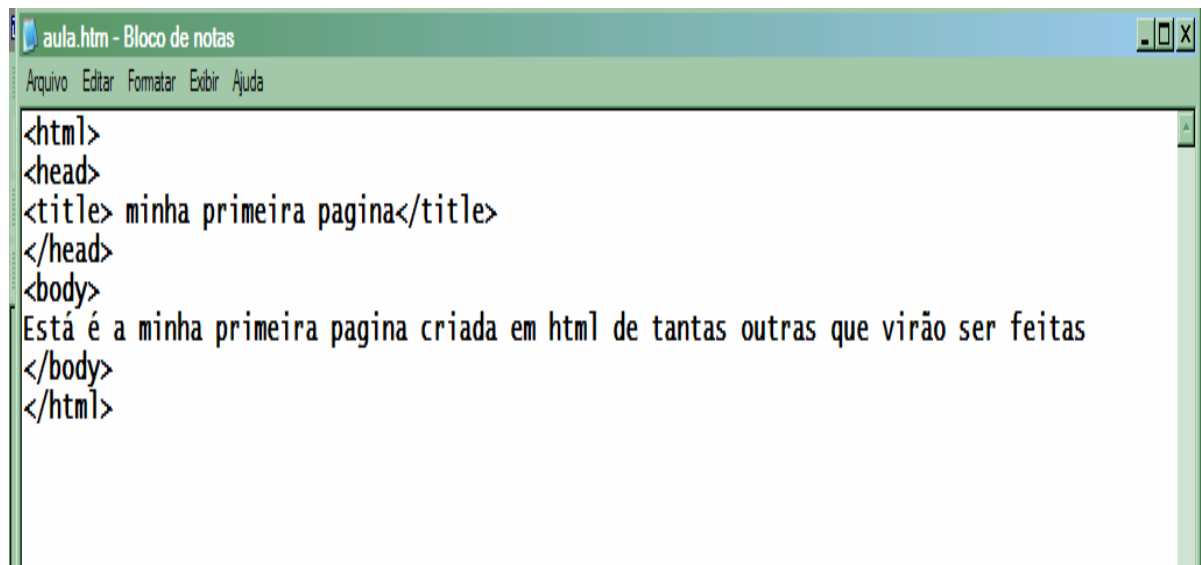 aula.htm - Bloco de notas
Arquivo Editar Formatar Exibir Ajuda
<html>
<head>
<title> minha primeira pagina</title>
</head>
<body>
Está é a minha primeira pagina criada em html de tantas outras que virão ser feitas
</body>
</html>